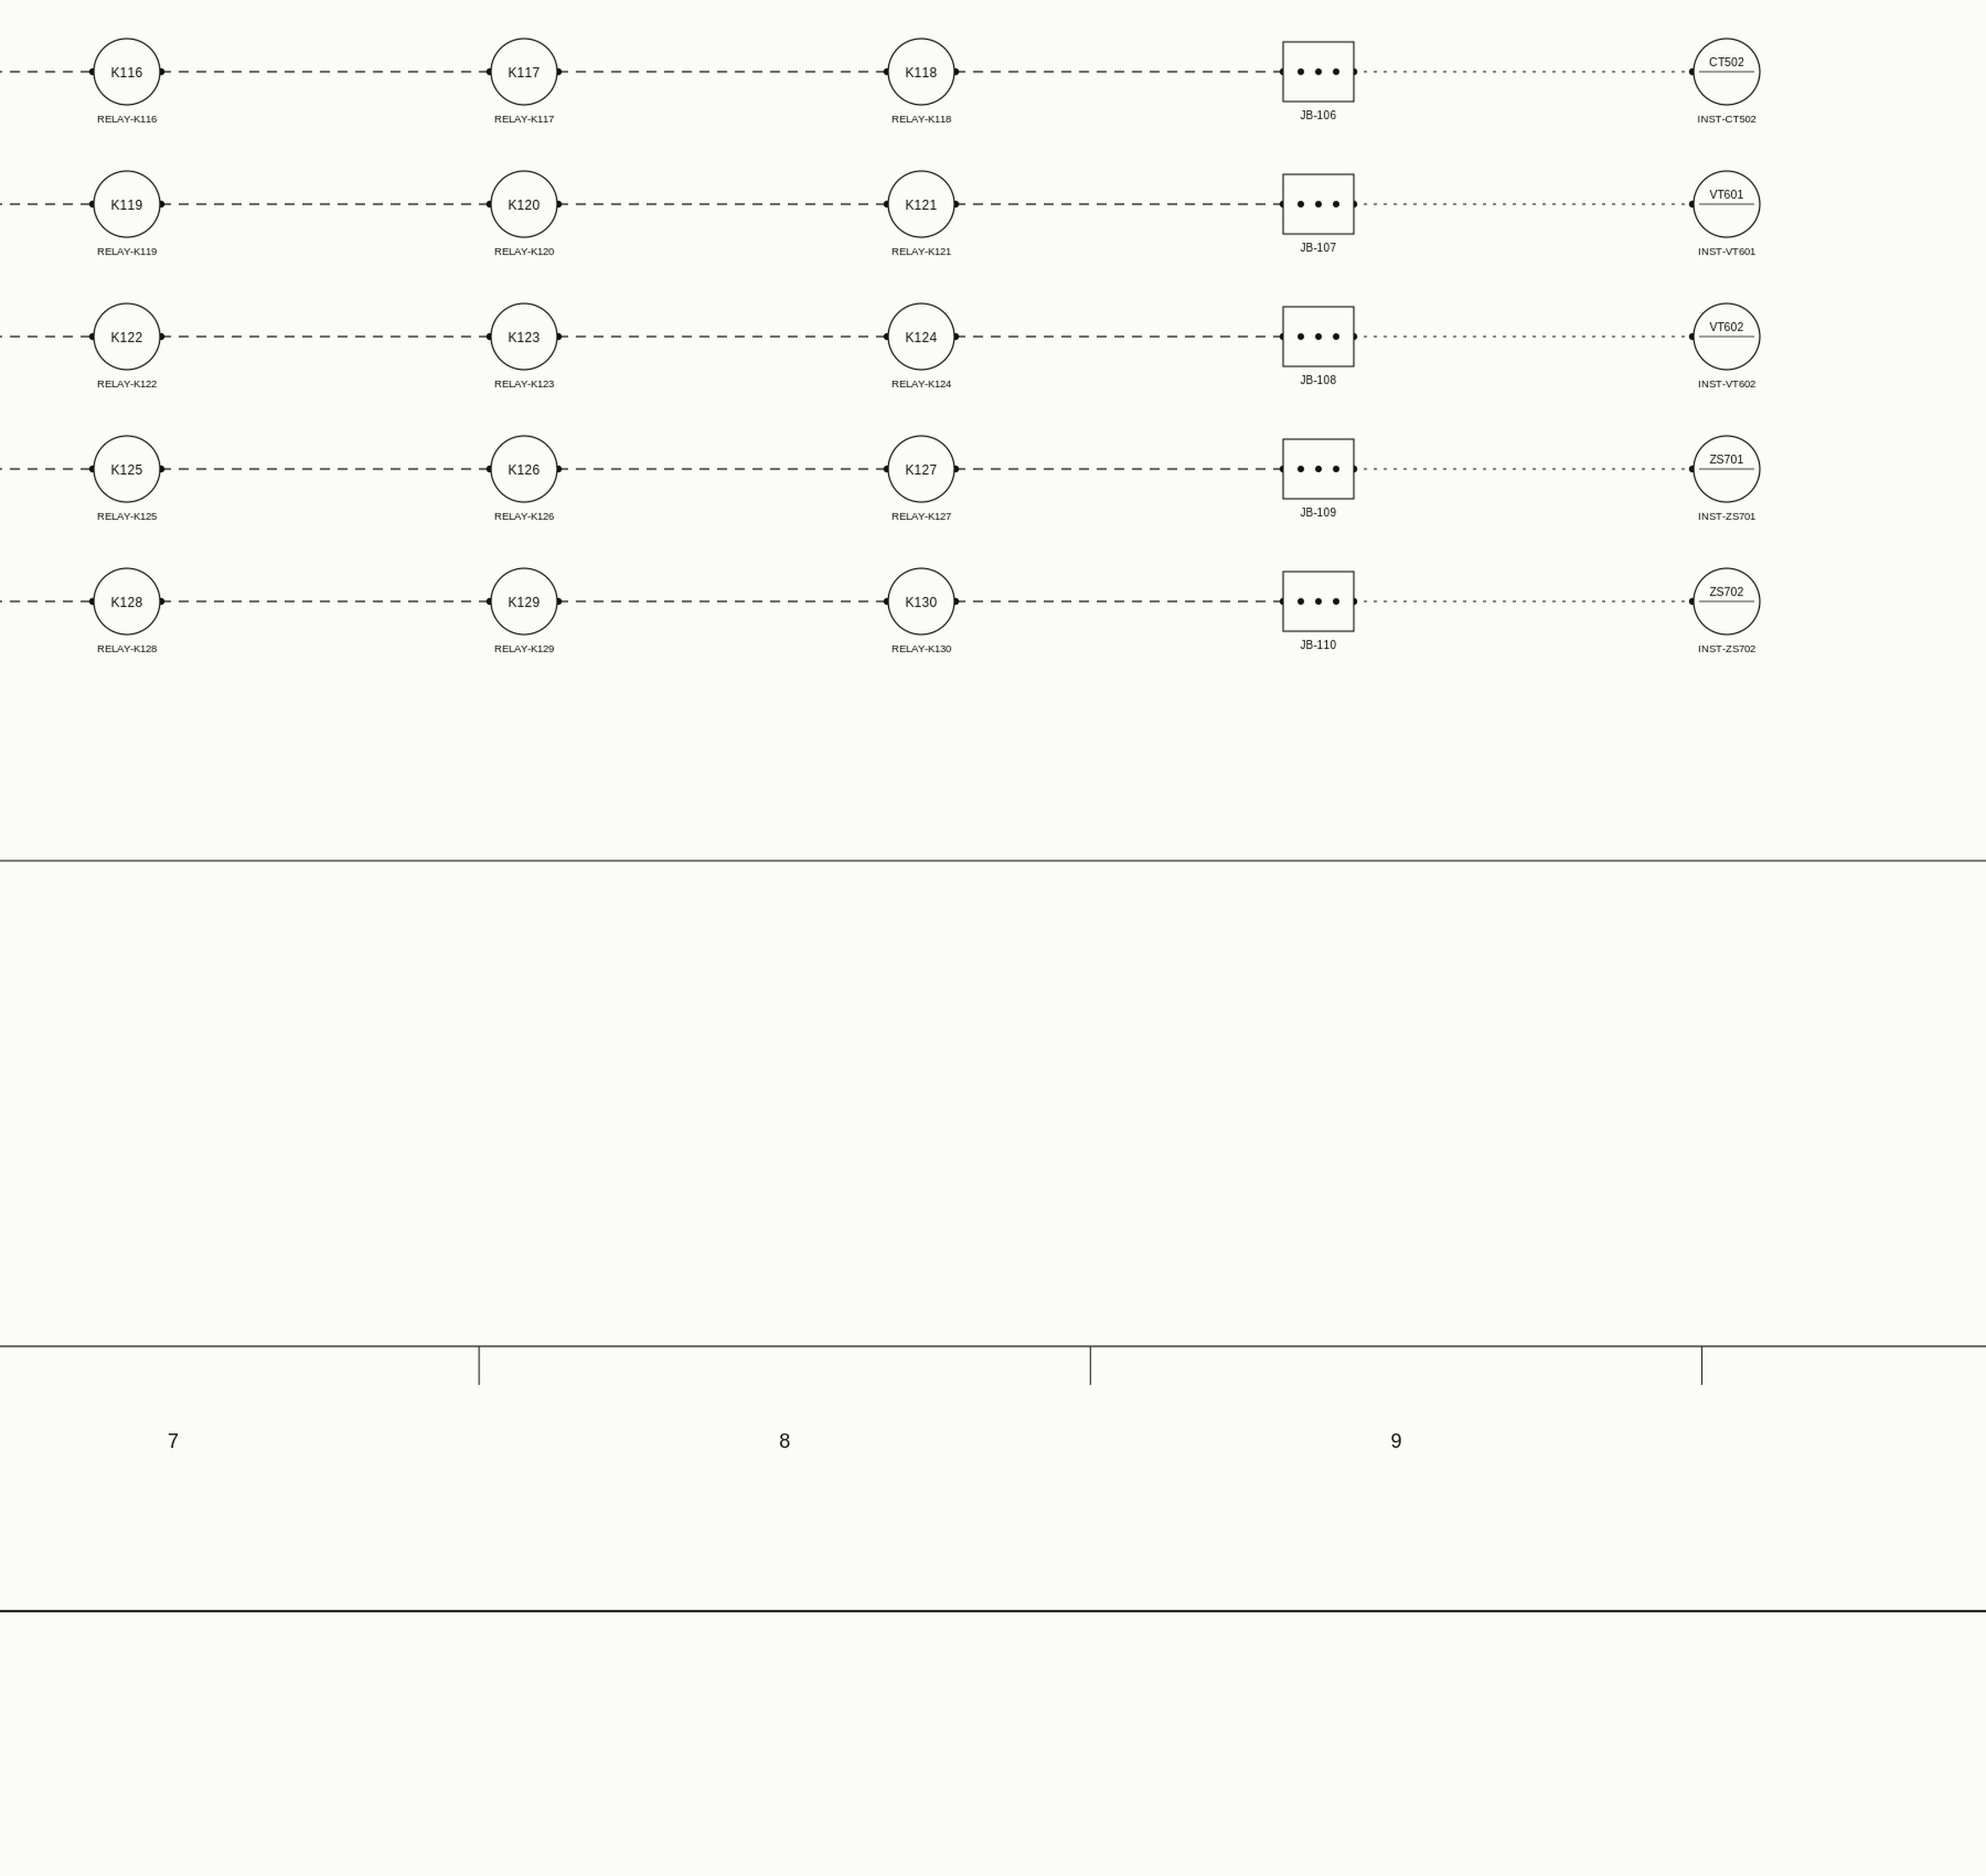 K116 K117 K118 CT502
RELAY-K116 RELAY-K117 RELAY-K118 JB-106 INST-CT502
K119 K120 K121 VT601
RELAY-K119 RELAY-K120 RELAY-K121 JB-107 INST-VT601
K122 K123 K124 VT602
RELAY-K122 RELAY-K123 RELAY-K124 JB-108 INST-VT602
K125 K126 K127 ZS701
RELAY-K125 RELAY-K126 RELAY-K127 JB-109 INST-ZS701
K128 K129 K130 ZS702
RELAY-K128 RELAY-K129 RELAY-K130 JB-110 INST-ZS702
7 8 9